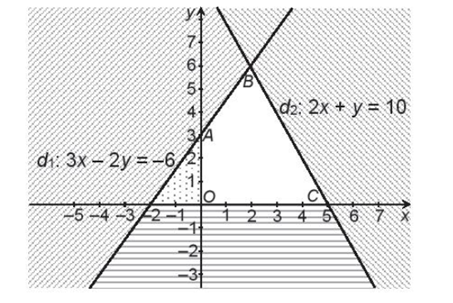 y
7
6
B
5
4
d₂: 2x + y = 10
3 A
d₁: 3x – 2y = –6
2
1
O C
–5 –4 –3 –2 –1 1 2 3 4 5 6 7 x
–1
–2
–3